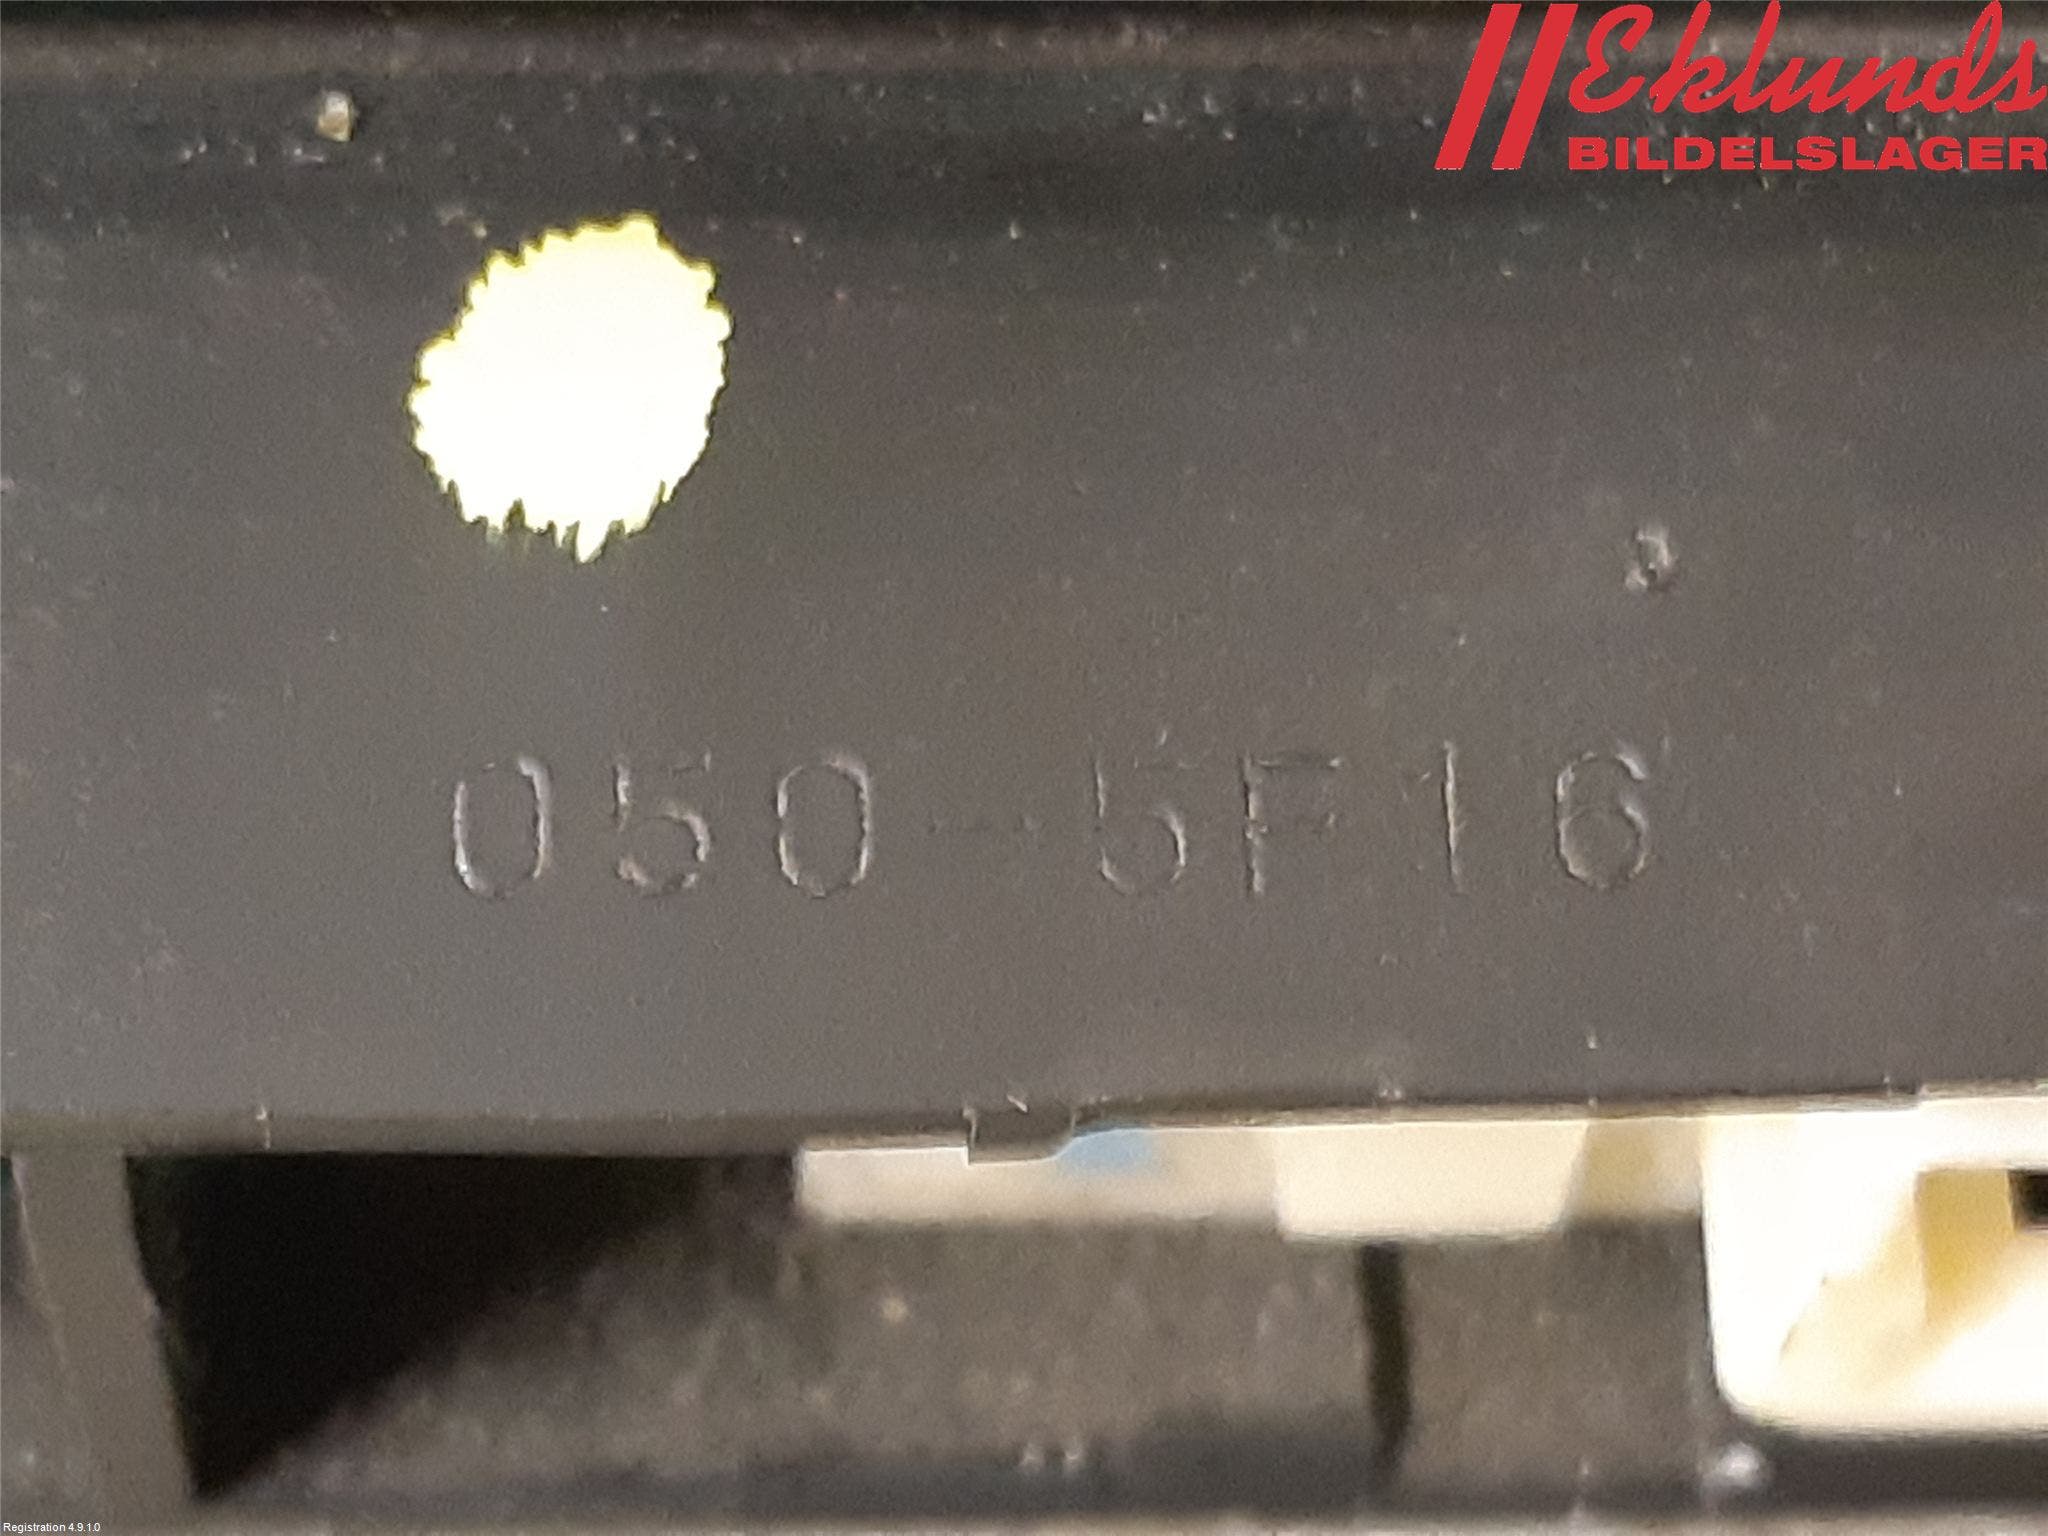 Eklunds
BILDELSLAGER
050-5F16
Registration 4.9.1.0